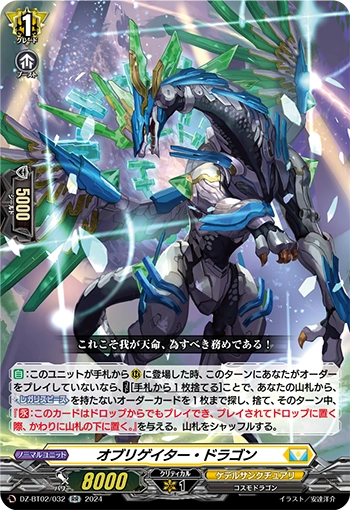 1
グレード
ブースト
シールド
5000
これこそ我が天命、為すべき務めである！
自：このユニットが手札からRに登場した時、このターンにあなたがオーダー
をプレイしていないなら、【手札から1枚捨てる】ことで、あなたの山札から、
レガリスピースを持たないオーダーカードを1枚まで探し、捨て、そのターン中、
『永：このカードはドロップからでもプレイでき、プレイされてドロップに置く
際、かわりに山札の下に置く。』を与える。山札をシャッフルする。
ノーマルユニット
オブリゲイター・ドラゴン
パワー
8000
クリティカル
1
ケテルサンクチュアリ
コスモドラゴン
DZ-BT02/032 RR 2024
イラスト／安達洋介